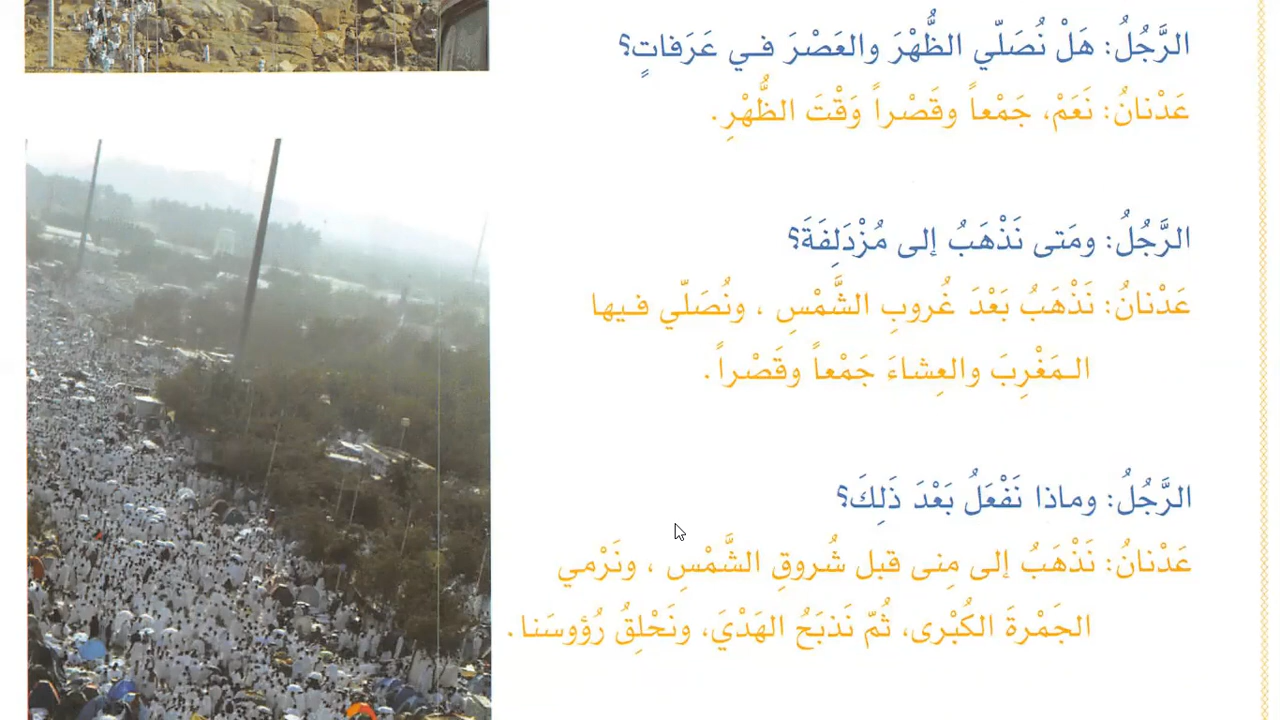 الرَّجُلُ: هَلْ نُصَلّي الظُّهْرَ والعَصْرَ في عَرَفاتٍ؟
عَدْنانُ: نَعَمْ، جَمْعاً وقَصْراً وَقْتَ الظُّهْرِ.
الرَّجُلُ: ومَتى نَذْهَبُ إلى مُزْدَلِفَةَ؟
عَدْنانُ: نَذْهَبُ بَعْدَ غُروبِ الشَّمْسِ ، ونُصَلّي فيها
المَغْرِبَ والعِشاءَ جَمْعاً وقَصْراً.
الرَّجُلُ: وماذا نَفْعَلُ بَعْدَ ذَلِكَ؟
عَدْنانُ: نَذْهَبُ إلى مِنى قبل شُروقِ الشَّمْسِ ، ونَرْمي
الجَمْرةَ الكُبْرى، ثُمّ نَذبَحُ الهَدْيَ، ونَحْلِقُ رُؤوسَنا.